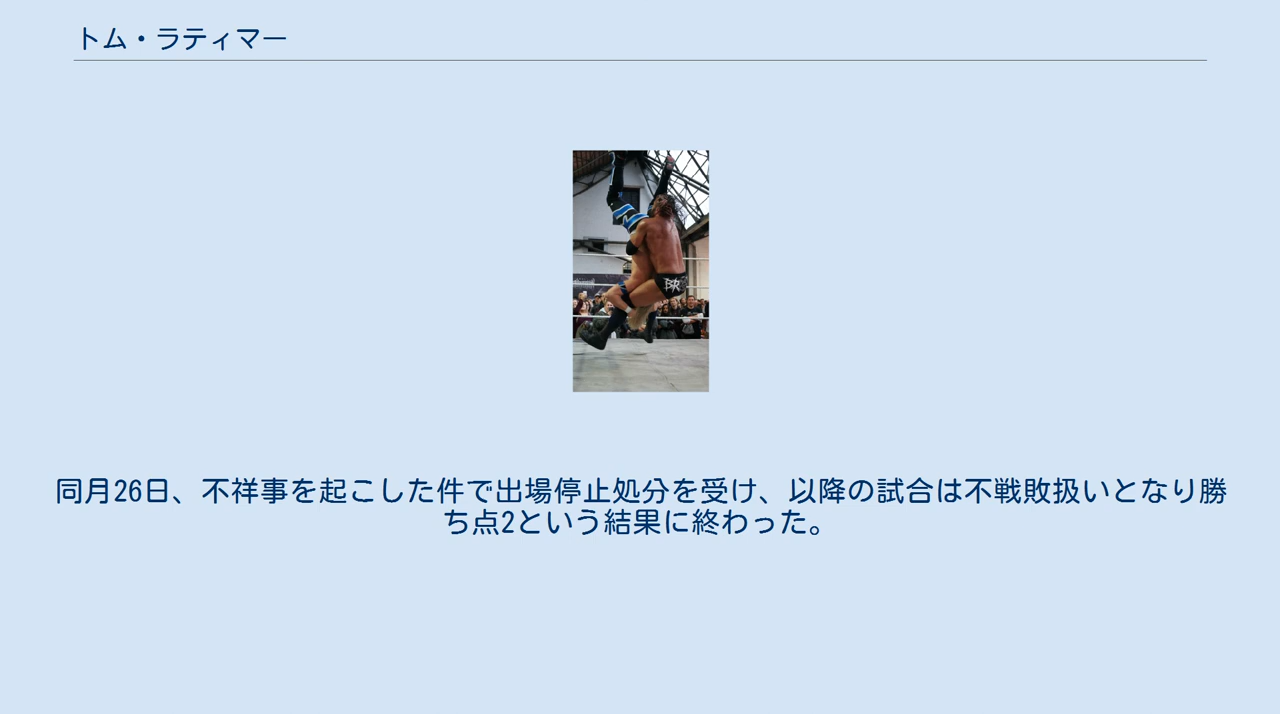 トム・ラティマー
同月26日、不祥事を起こした件で出場停止処分を受け、以降の試合は不戦敗扱いとなり勝
ち点2という結果に終わった。